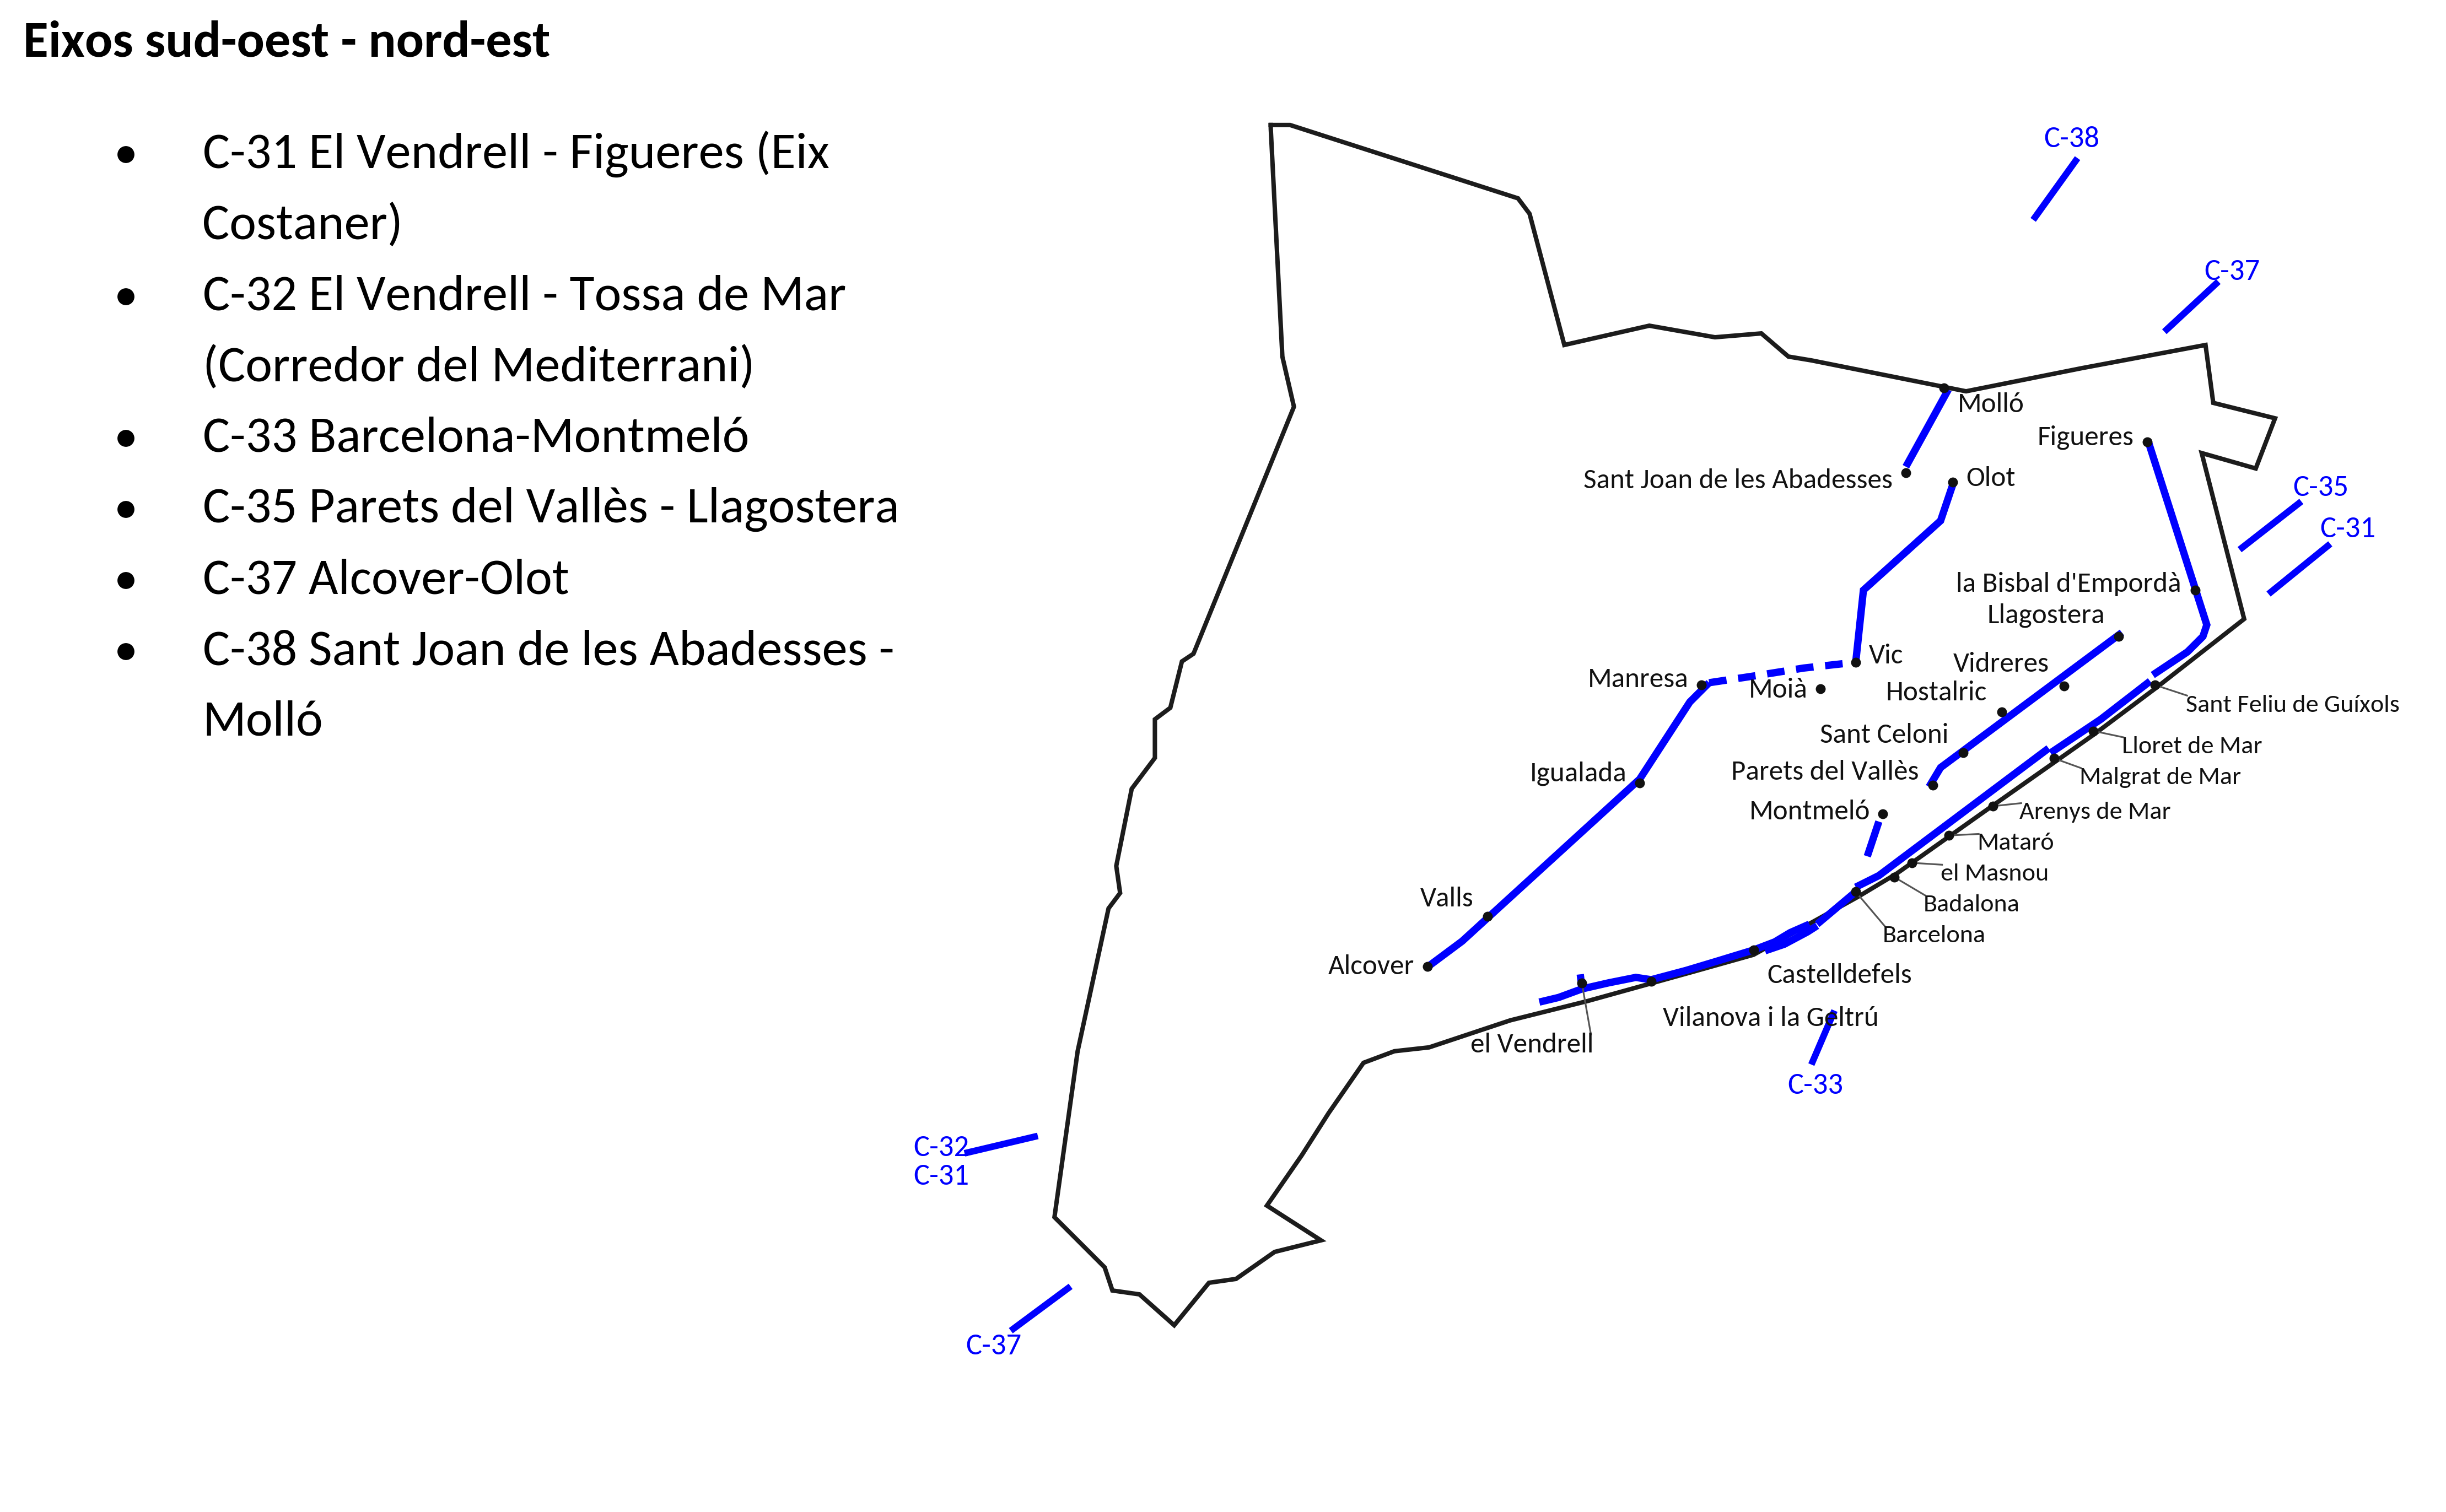 Eixos sud-oest - nord-est
• C-31 El Vendrell - Figueres (Eix
Costaner)
• C-32 El Vendrell - Tossa de Mar
(Corredor del Mediterrani)
• C-33 Barcelona-Montmeló
• C-35 Parets del Vallès - Llagostera
• C-37 Alcover-Olot
• C-38 Sant Joan de les Abadesses -
Molló
C-38
C-37
Molló
Figueres
Sant Joan de les Abadesses
Olot
C-35
C-31
la Bisbal d'Empordà
Llagostera
Vic
Vidreres
Manresa
Moià
Hostalric
Sant Feliu de Guíxols
Sant Celoni
Lloret de Mar
Igualada
Parets del Vallès
Malgrat de Mar
Montmeló
Arenys de Mar
Mataró
el Masnou
Valls
Badalona
Barcelona
Alcover
Castelldefels
Vilanova i la Geltrú
el Vendrell
C-33
C-32
C-31
C-37